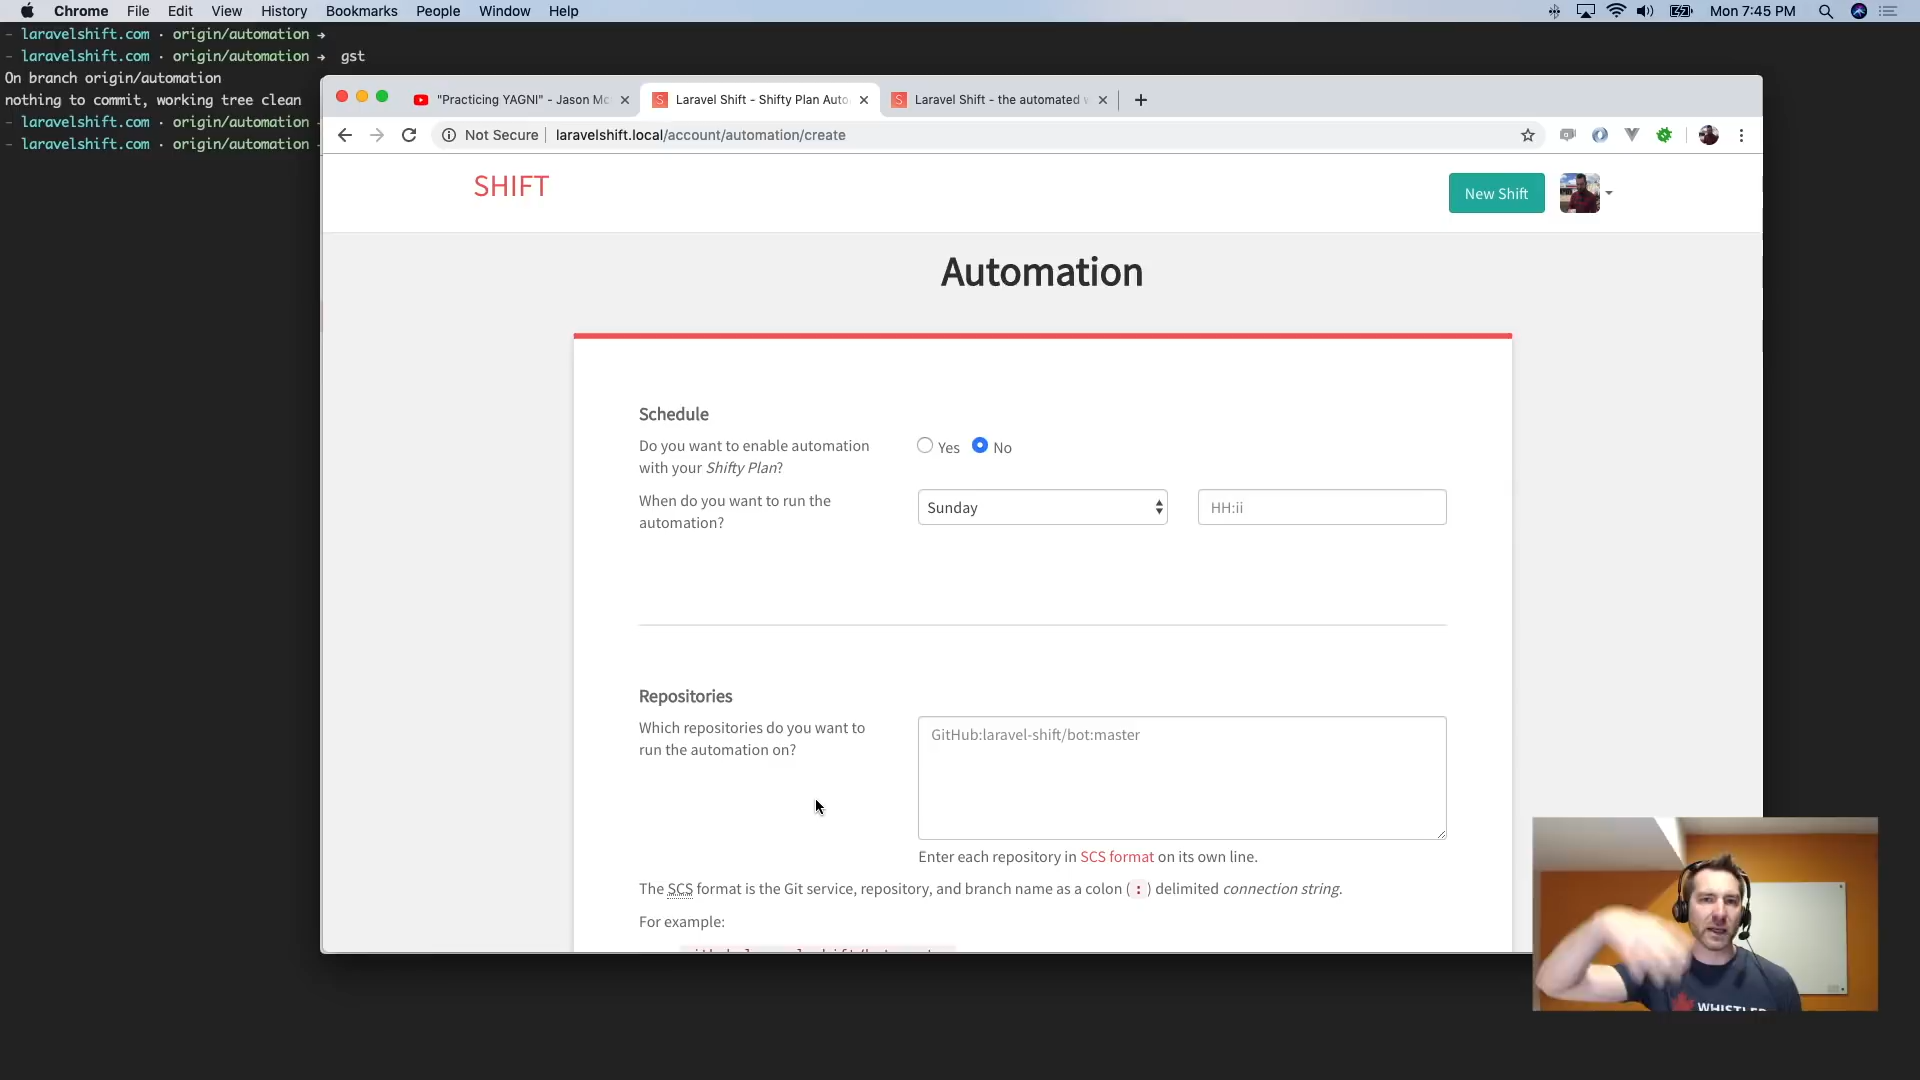 Chrome File Edit View History Bookmarks People Window Help Mon 7:45 PM
- laravelshift.com · origin/automation →
- laravelshift.com · origin/automation → gst
On branch origin/automation
nothing to commit, working tree clean
- laravelshift.com · origin/automation
- laravelshift.com · origin/automation
"Practicing YAGNI" - Jason Mc
Laravel Shift - Shifty Plan Auto
Laravel Shift - the automated
Not Secure laravelshift.local/account/automation/create
SHIFT
New Shift
Automation
Schedule
Do you want to enable automation
with your Shifty Plan?
Yes No
When do you want to run the
automation?
Sunday
HH:ii
Repositories
Which repositories do you want to
run the automation on?
GitHub:laravel-shift/bot:master
Enter each repository in SCS format on its own line.
The SCS format is the Git service, repository, and branch name as a colon ( : ) delimited connection string.
For example:
WHISTLER